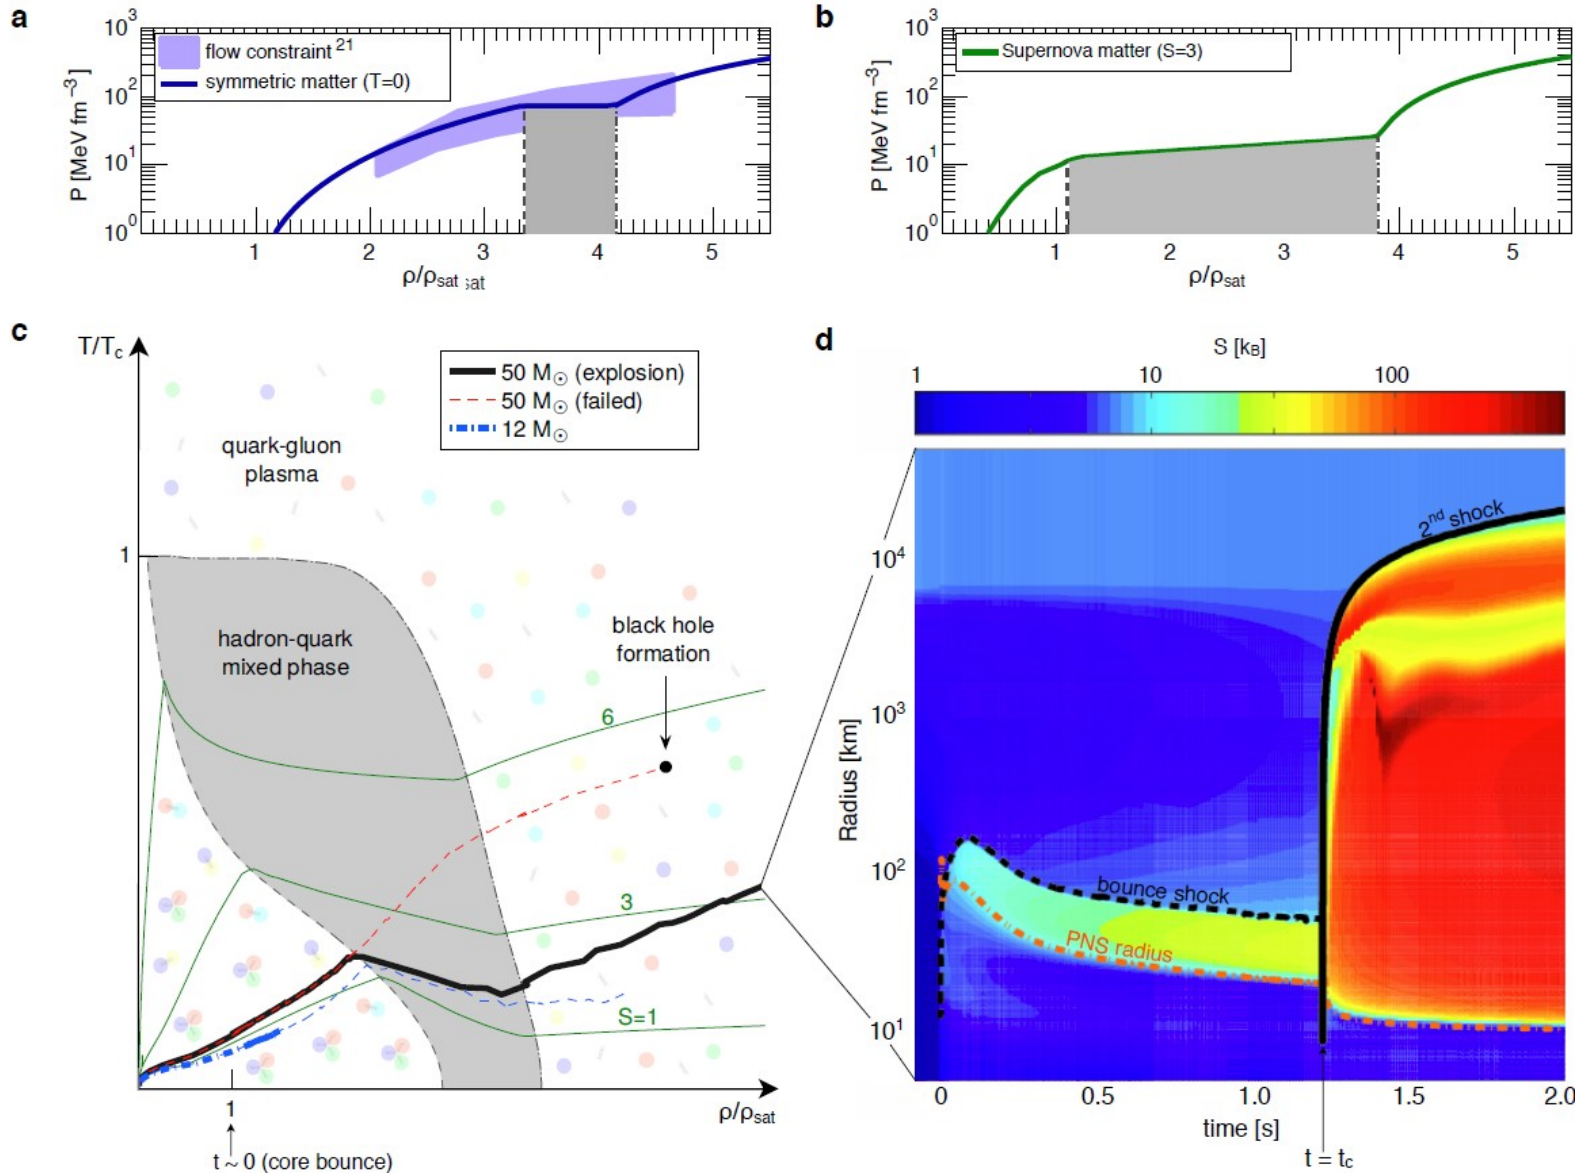 a
10³
10²
10¹
10⁰
P [MeV fm⁻³]
flow constraint ²¹
symmetric matter (T=0)
1 2 3 4 5
ρ/ρsat sat
b
10³
10²
10¹
10⁰
P [MeV fm⁻³]
Supernova matter (S=3)
1 2 3 4 5
ρ/ρsat
c
T/Tc
50 M⊙ (explosion)
50 M⊙ (failed)
12 M⊙
quark-gluon
plasma
1
hadron-quark
mixed phase
black hole
formation
6
3
S=1
1
ρ/ρsat
t ~ 0 (core bounce)
d
S [kB]
1 10 100
2nd shock
10⁴
10³
10²
10¹
Radius [km]
bounce shock
PNS radius
0 0.5 1.0 1.5 2.0
time [s]
t = tc